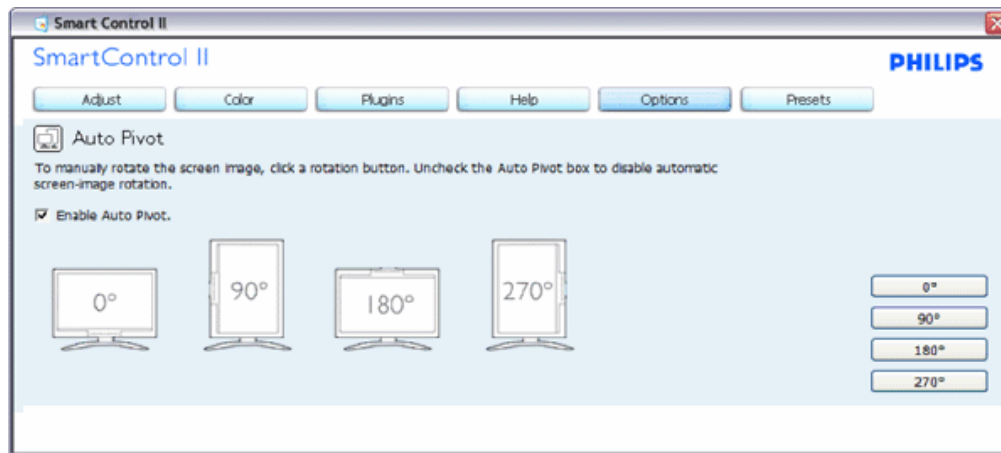 Smart Control II
SmartControl II
PHILIPS
Adjust Color Plugins Help Options Presets
Auto Pivot
To manually rotate the screen image, click a rotation button. Uncheck the Auto Pivot box to disable automatic
screen-image rotation.
Enable Auto Pivot.
0° 90° 180° 270°
0°
90°
180°
270°